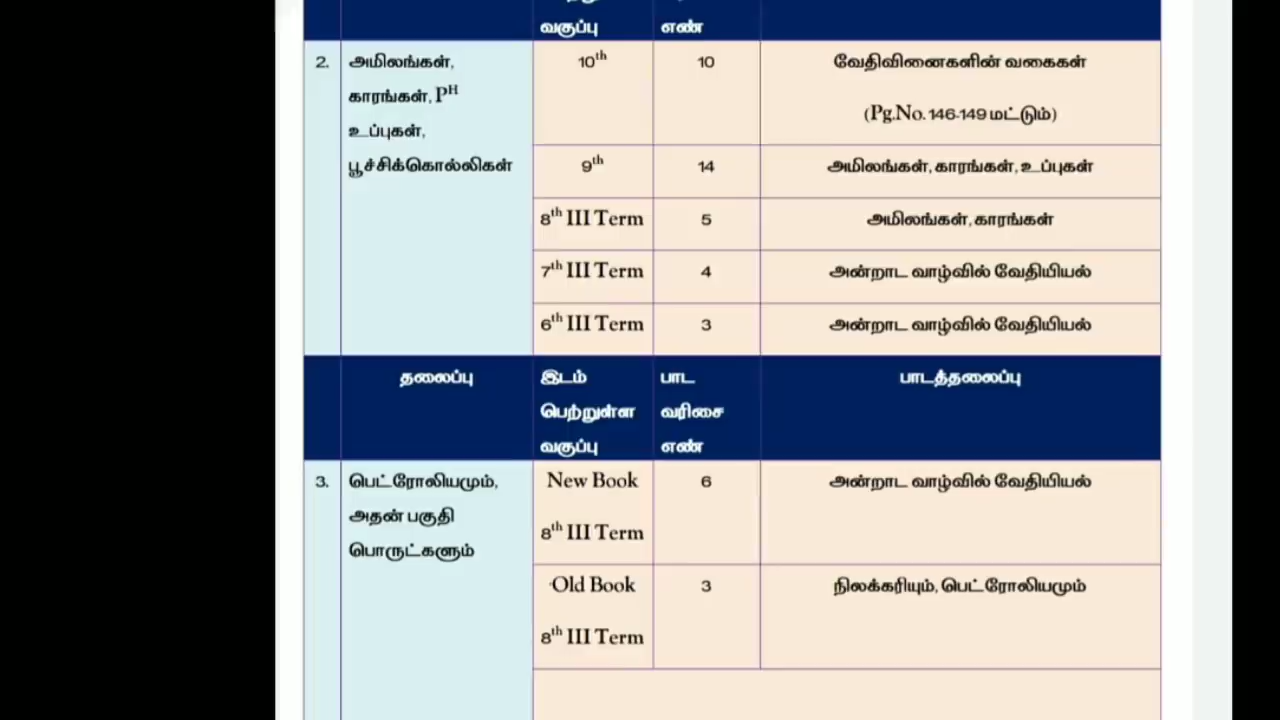 வகுப்பு எண்
2. அமிலங்கள், 10th 10 வேதிவினைகளின் வகைகள்
காரங்கள், PH (Pg.No. 146-149 மட்டும்)
உப்புகள்,
பூச்சிக்கொல்லிகள் 9th 14 அமிலங்கள், காரங்கள், உப்புகள்
8th III Term 5 அமிலங்கள், காரங்கள்
7th III Term 4 அன்றாட வாழ்வில் வேதியியல்
6th III Term 3 அன்றாட வாழ்வில் வேதியியல்
தலைப்பு இடம் பாட பாடத்தலைப்பு
பெற்றுள்ள வரிசை
வகுப்பு எண்
3. பெட்ரோலியமும், New Book 6 அன்றாட வாழ்வில் வேதியியல்
அதன் பகுதி 8th III Term
பொருட்களும்
Old Book 3 நிலக்கரியும், பெட்ரோலியமும்
8th III Term